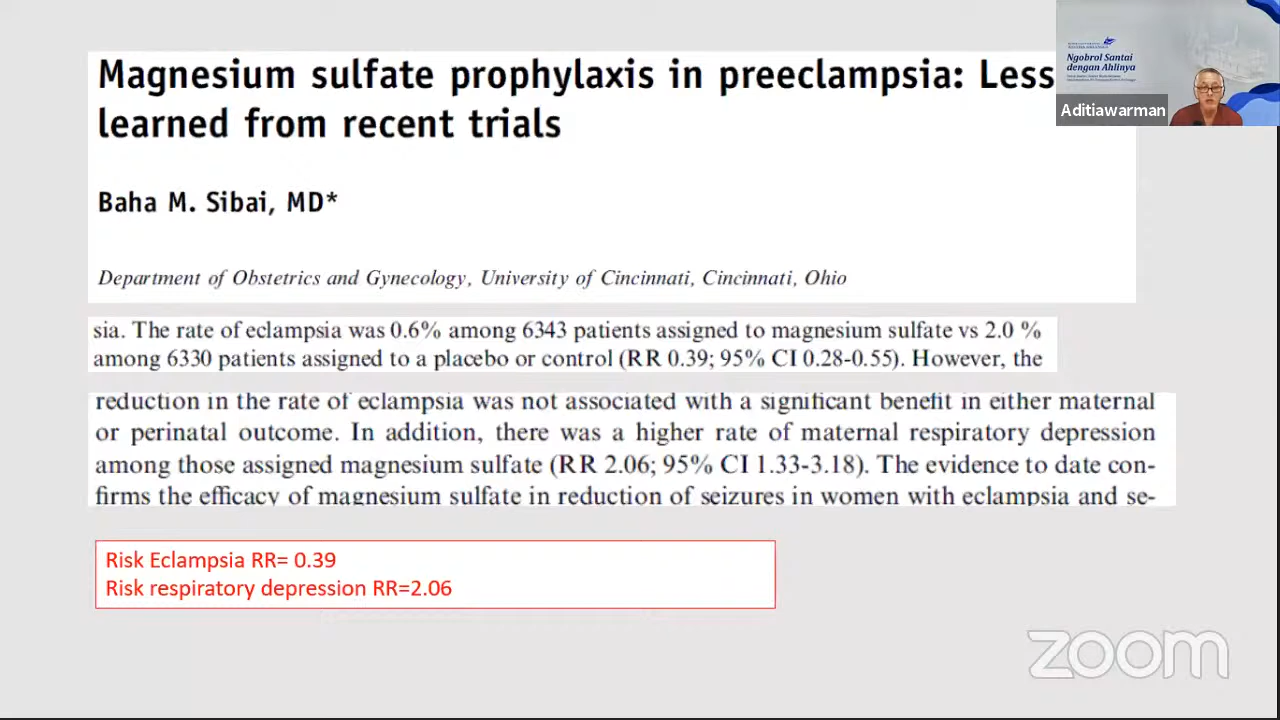 Magnesium sulfate prophylaxis in preeclampsia: Less
learned from recent trials
Baha M. Sibai, MD*
Department of Obstetrics and Gynecology, University of Cincinnati, Cincinnati, Ohio
sia. The rate of eclampsia was 0.6% among 6343 patients assigned to magnesium sulfate vs 2.0 %
among 6330 patients assigned to a placebo or control (RR 0.39; 95% CI 0.28-0.55). However, the
reduction in the rate of eclampsia was not associated with a significant benefit in either maternal
or perinatal outcome. In addition, there was a higher rate of maternal respiratory depression
among those assigned magnesium sulfate (RR 2.06; 95% CI 1.33-3.18). The evidence to date con-
firms the efficacy of magnesium sulfate in reduction of seizures in women with eclampsia and se-
Risk Eclampsia RR= 0.39
Risk respiratory depression RR=2.06
Ngobrol Santai
dengan Ahlinya
Aditiawarman
zoom